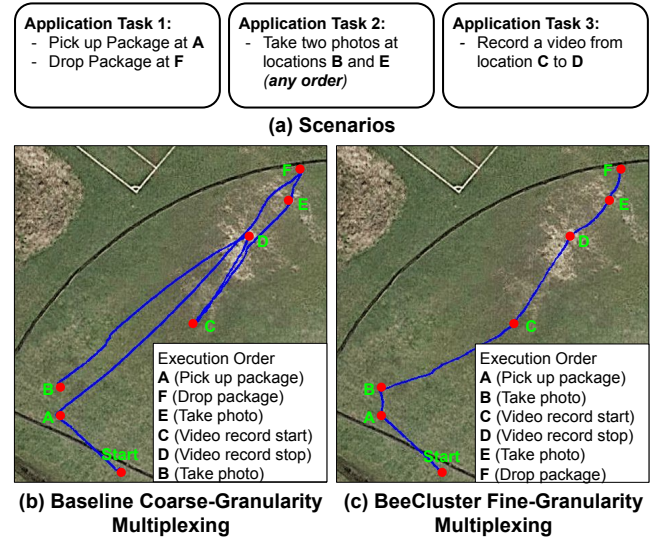 Application Task 1:
- Pick up Package at A
- Drop Package at F
Application Task 2:
- Take two photos at
locations B and E
(any order)
Application Task 3:
- Record a video from
location C to D
(a) Scenarios
F
E
D
C
B
A
Start
Execution Order
A (Pick up package)
F (Drop package)
E (Take photo)
C (Video record start)
D (Video record stop)
B (Take photo)
(b) Baseline Coarse-Granularity
Multiplexing
F
E
D
C
B
A
Start
Execution Order
A (Pick up package)
B (Take photo)
C (Video record start)
D (Video record stop)
E (Take photo)
F (Drop package)
(c) BeeCluster Fine-Granularity
Multiplexing